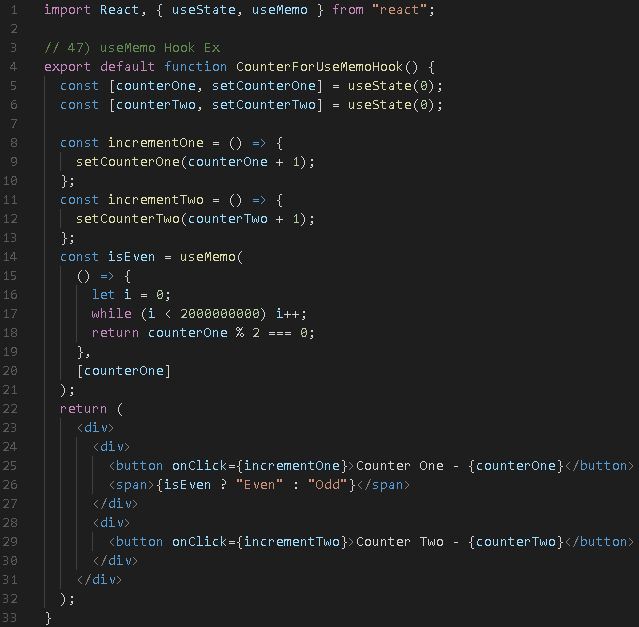 1 import React, { useState, useMemo } from "react";
2
3 // 47) useMemo Hook Ex
4 export default function CounterForUseMemoHook() {
5   const [counterOne, setCounterOne] = useState(0);
6   const [counterTwo, setCounterTwo] = useState(0);
7
8   const incrementOne = () => {
9     setCounterOne(counterOne + 1);
10   };
11   const incrementTwo = () => {
12     setCounterTwo(counterTwo + 1);
13   };
14   const isEven = useMemo(
15     () => {
16       let i = 0;
17       while (i < 2000000000) i++;
18       return counterOne % 2 === 0;
19     },
20     [counterOne]
21   );
22   return (
23     <div>
24       <div>
25         <button onClick={incrementOne}>Counter One - {counterOne}</button>
26         <span>{isEven ? "Even" : "Odd"}</span>
27       </div>
28       <div>
29         <button onClick={incrementTwo}>Counter Two - {counterTwo}</button>
30       </div>
31     </div>
32   );
33 }